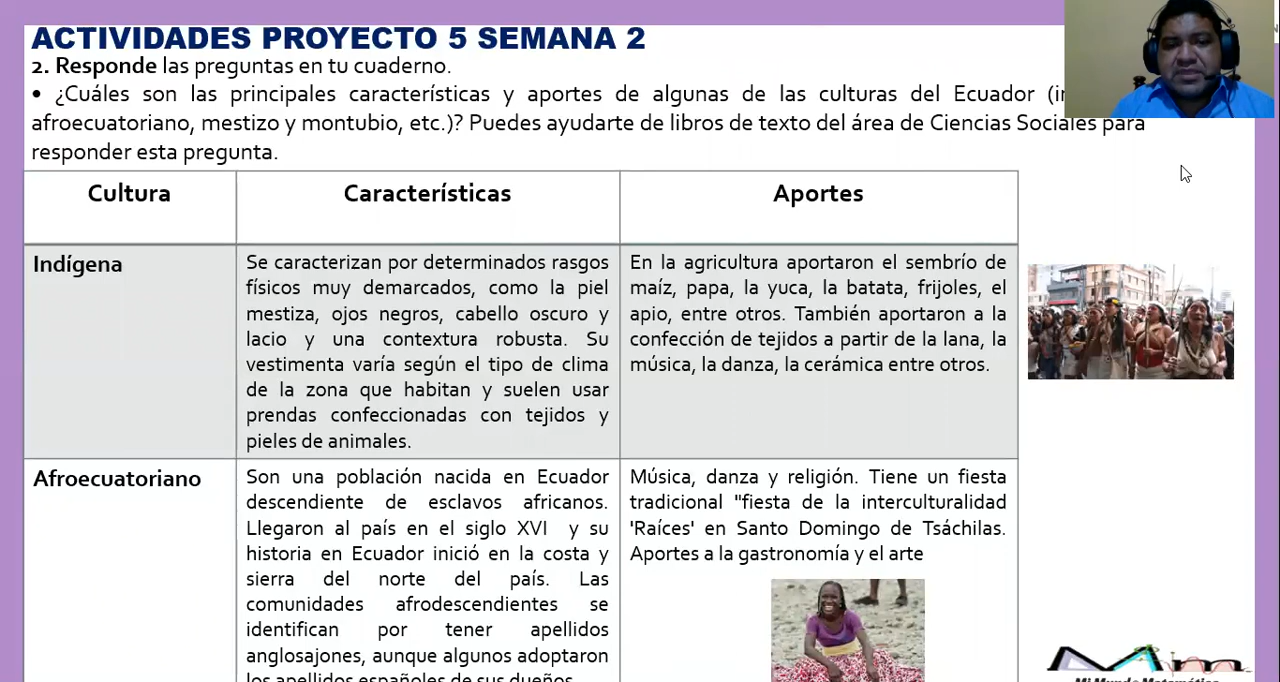 ACTIVIDADES PROYECTO 5 SEMANA 2
2. Responde las preguntas en tu cuaderno.
• ¿Cuáles son las principales características y aportes de algunas de las culturas del Ecuador
afroecuatoriano, mestizo y montubio, etc.)? Puedes ayudarte de libros de texto del área de Ciencias Sociales para
responder esta pregunta.
Cultura
Características
Aportes
Indígena
Se caracterizan por determinados rasgos
físicos muy demarcados, como la piel
mestiza, ojos negros, cabello oscuro y
lacio y una contextura robusta. Su
vestimenta varía según el tipo de clima
de la zona que habitan y suelen usar
prendas confeccionadas con tejidos y
pieles de animales.
En la agricultura aportaron el sembrío de
maíz, papa, la yuca, la batata, frijoles, el
apio, entre otros. También aportaron a la
confección de tejidos a partir de la lana, la
música, la danza, la cerámica entre otros.
Afroecuatoriano
Son una población nacida en Ecuador
descendiente de esclavos africanos.
Llegaron al país en el siglo XVI y su
historia en Ecuador inició en la costa y
sierra del norte del país. Las
comunidades afrodescendientes se
identifican por tener apellidos
anglosajones, aunque algunos adoptaron
los apellidos españoles de sus dueños
Música, danza y religión. Tiene un fiesta
tradicional "fiesta de la interculturalidad
'Raíces' en Santo Domingo de Tsáchilas.
Aportes a la gastronomía y el arte
Mi Mundo Matemático